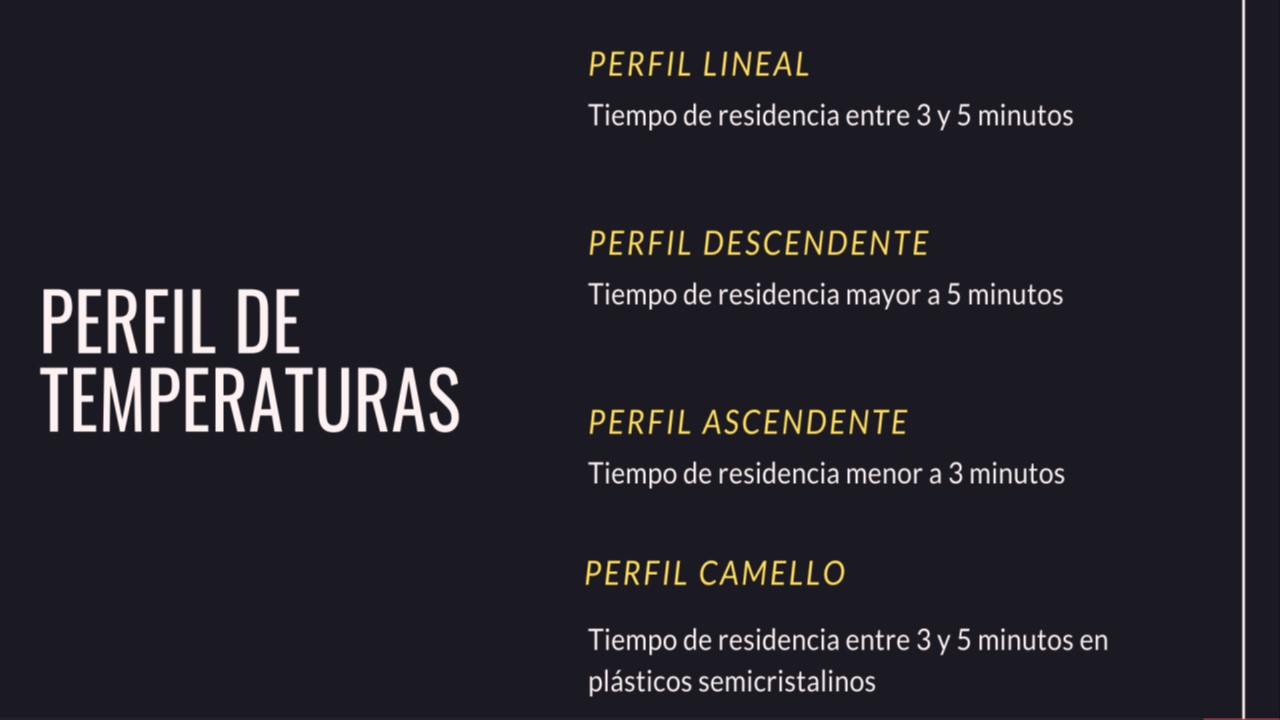 PERFIL DE
TEMPERATURAS
PERFIL LINEAL
Tiempo de residencia entre 3 y 5 minutos
PERFIL DESCENDENTE
Tiempo de residencia mayor a 5 minutos
PERFIL ASCENDENTE
Tiempo de residencia menor a 3 minutos
PERFIL CAMELLO
Tiempo de residencia entre 3 y 5 minutos en
plásticos semicristalinos